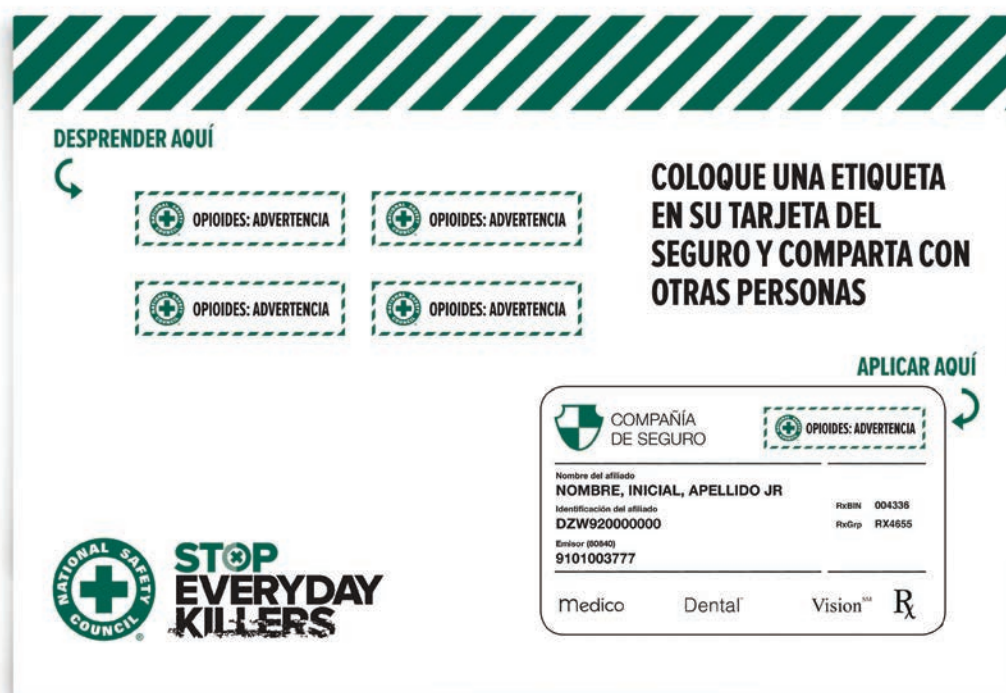 DESPRENDER AQUÍ
OPIOIDES: ADVERTENCIA
OPIOIDES: ADVERTENCIA
OPIOIDES: ADVERTENCIA
OPIOIDES: ADVERTENCIA
COLOQUE UNA ETIQUETA
EN SU TARJETA DEL
SEGURO Y COMPARTA CON
OTRAS PERSONAS
APLICAR AQUÍ
COMPAÑÍA
DE SEGURO
OPIOIDES: ADVERTENCIA
Nombre del afiliado
NOMBRE, INICIAL, APELLIDO JR
Identificación del afiliado
DZW920000000
Emisor (80840)
9101003777
RxBIN 004336
RxGrp RX4655
Medico Dental Vision℠ Rx
NATIONAL SAFETY COUNCIL ®
STOP
EVERYDAY
KILLERS